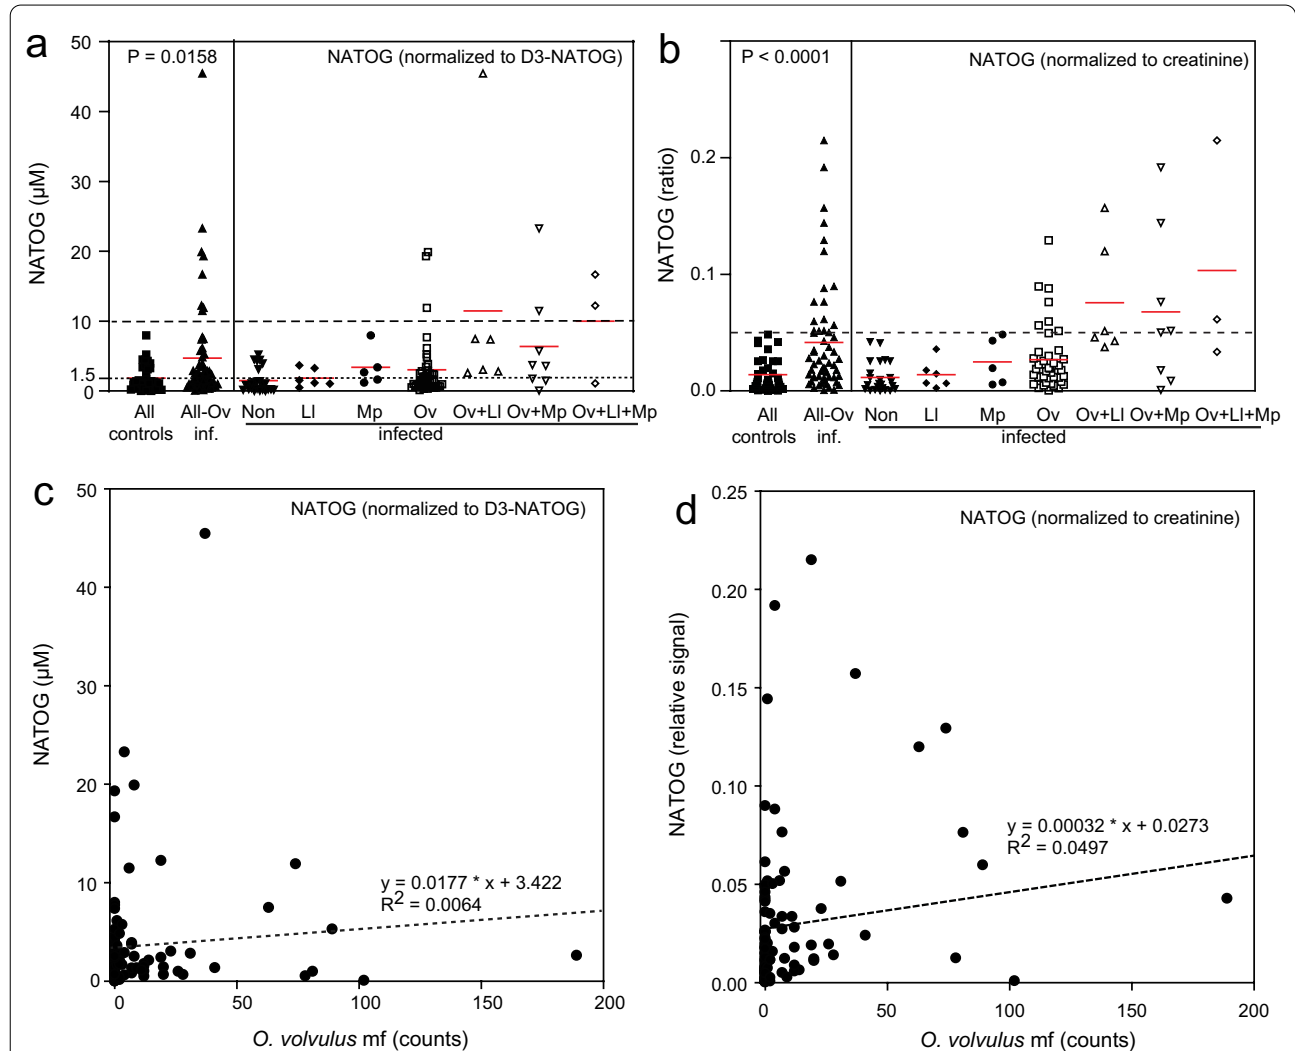 a
P = 0.0158
NATOG (normalized to D3-NATOG)
NATOG (µM)
50
40
30
20
10
1.5
0
All controls
All-Ov inf.
Non
Ll
Mp
Ov
Ov+Ll
Ov+Mp
Ov+Ll+Mp
infected
b
P < 0.0001
NATOG (normalized to creatinine)
NATOG (ratio)
0.2
0.1
0.0
All controls
All-Ov inf.
Non
Ll
Mp
Ov
Ov+Ll
Ov+Mp
Ov+Ll+Mp
infected
c
NATOG (normalized to D3-NATOG)
NATOG (µM)
50
40
30
20
10
0
y = 0.0177 * x + 3.422
R2 = 0.0064
0 50 100 150 200
O. volvulus mf (counts)
d
NATOG (normalized to creatinine)
NATOG (relative signal)
0.25
0.20
0.15
0.10
0.05
0.00
y = 0.00032 * x + 0.0273
R2 = 0.0497
0 50 100 150 200
O. volvulus mf (counts)